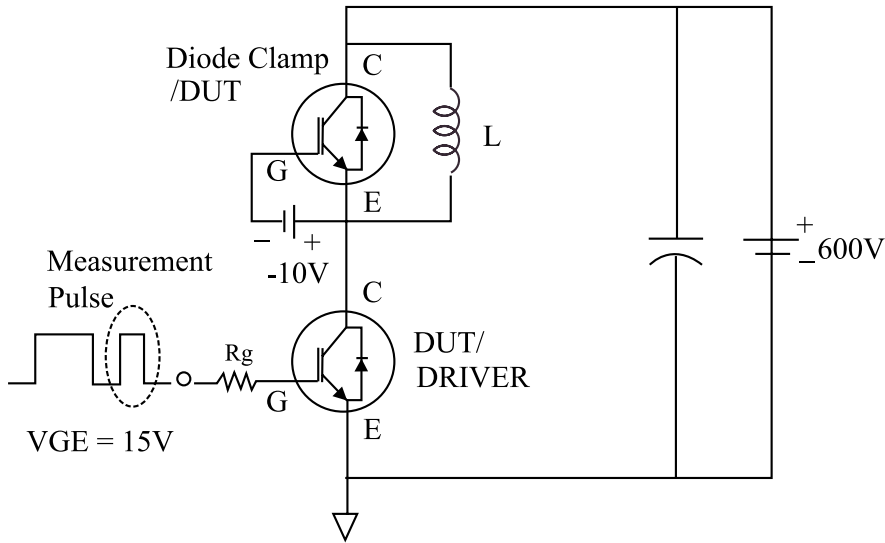 Diode Clamp
/DUT
C
L
G
E
– +
-10V
+
–600V
Measurement
Pulse
C
Rg
DUT/
DRIVER
G
E
VGE = 15V